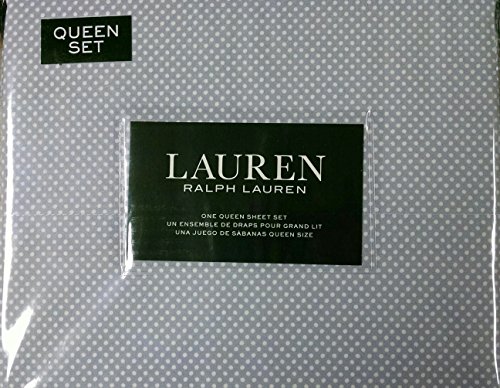 QUEEN
SET
LAUREN
RALPH LAUREN
ONE QUEEN SHEET SET
UN ENSEMBLE DE DRAPS POUR GRAND LIT
UNA JUEGO DE SÁBANAS QUEEN SIZE